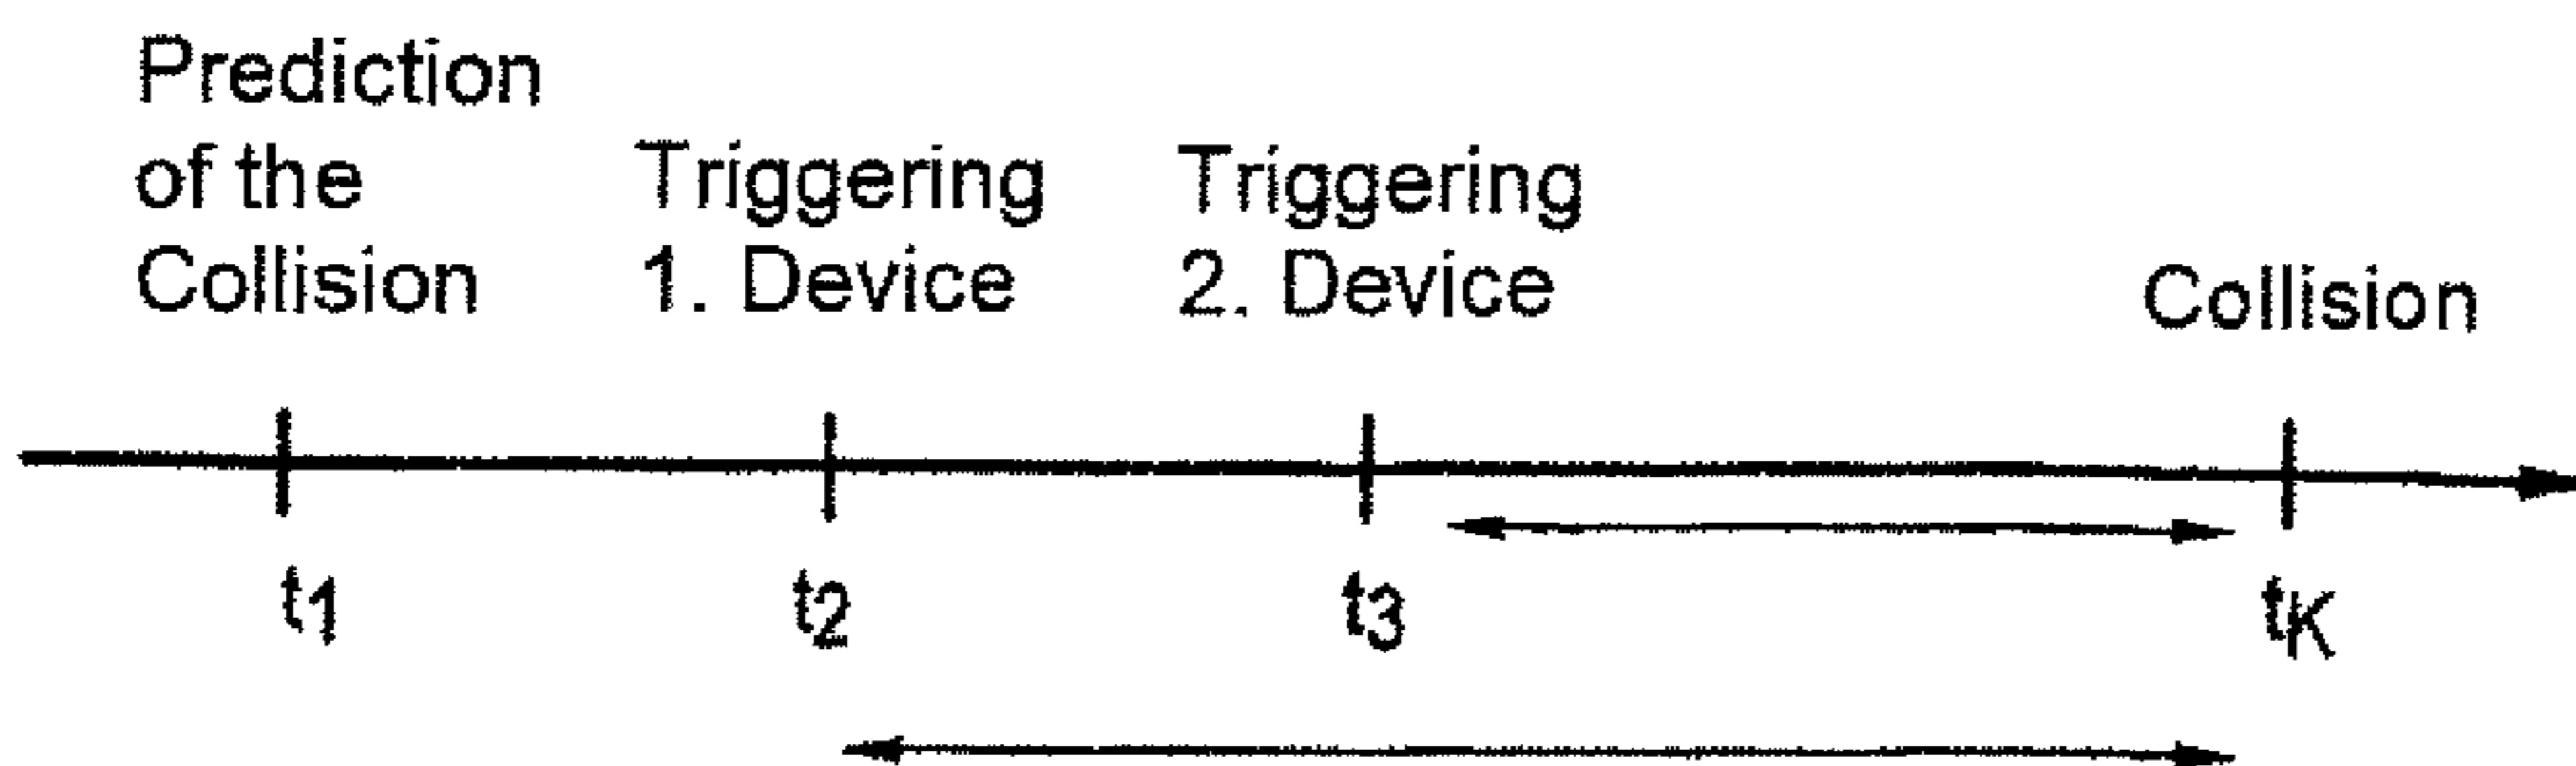 Prediction
of the
Collision
Triggering
1. Device
Triggering
2. Device
Collision
t1
t2
t3
tK